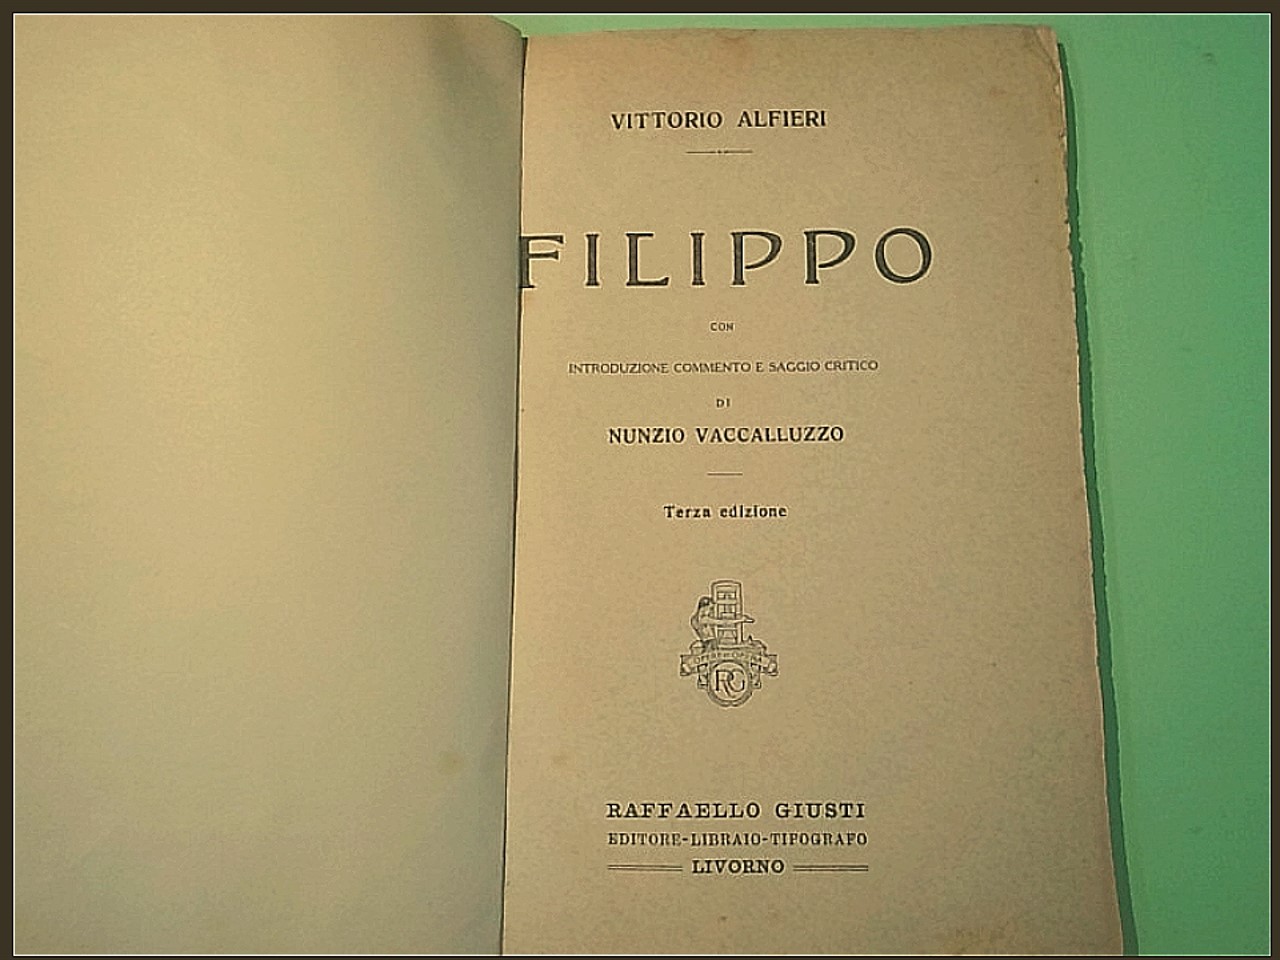 VITTORIO ALFIERI
FILIPPO
CON
INTRODUZIONE COMMENTO E SAGGIO CRITICO
DI
NUNZIO VACCALLUZZO
Terza edizione
RG
RAFFAELLO GIUSTI
EDITORE-LIBRAIO-TIPOGRAFO
LIVORNO